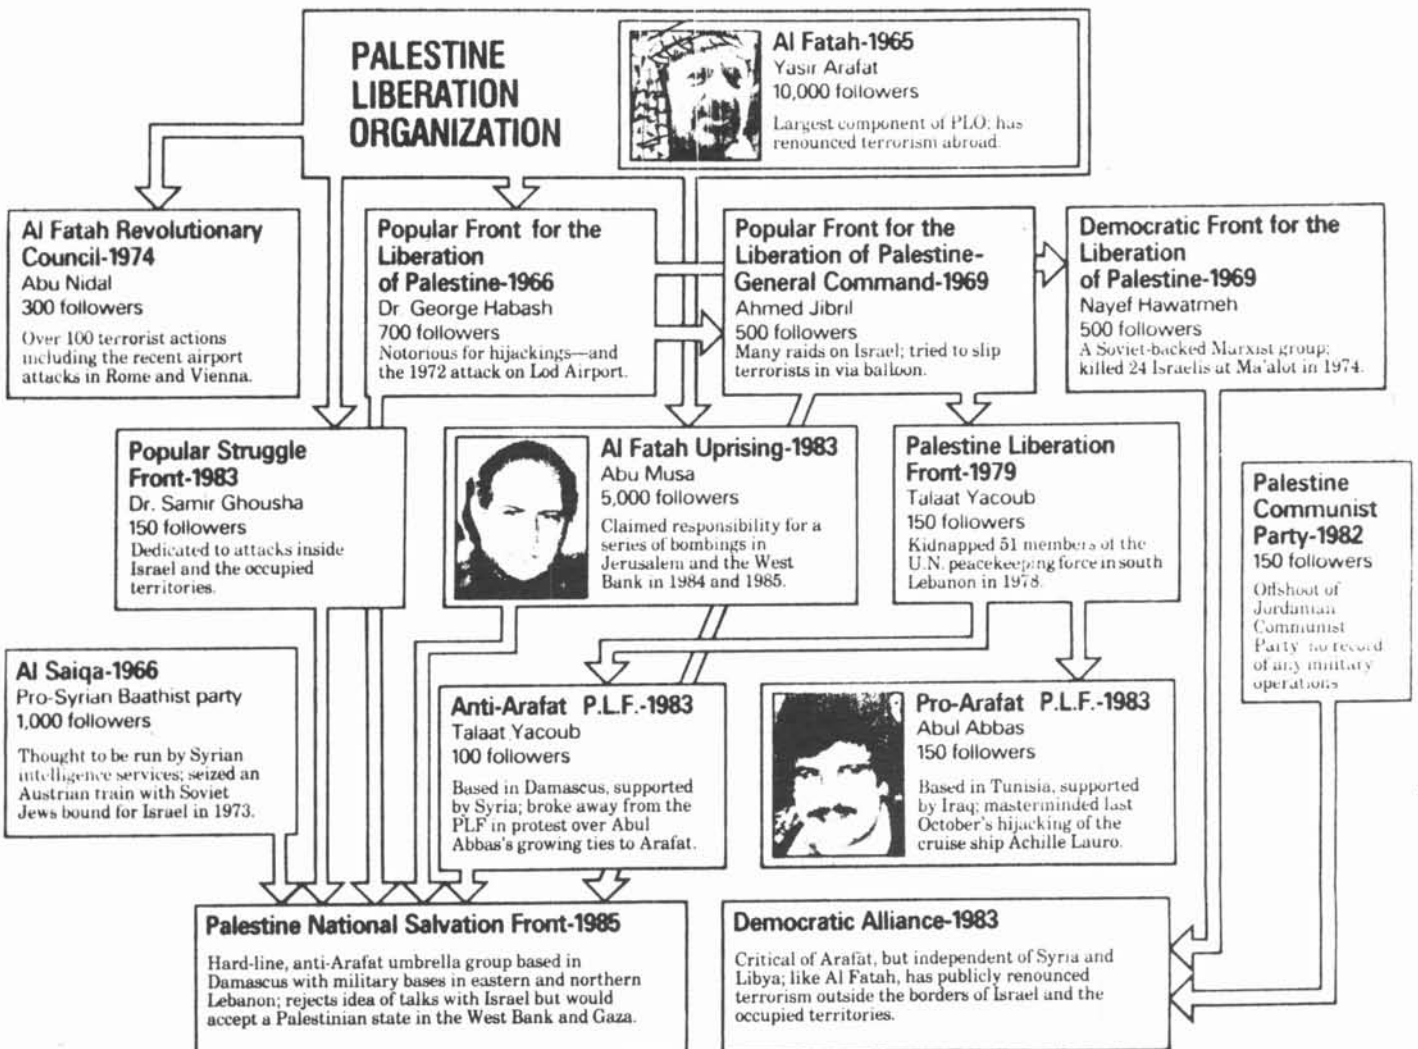 PALESTINE
LIBERATION
ORGANIZATION
Al Fatah-1965
Yasir Arafat
10,000 followers
Largest component of PLO; has
renounced terrorism abroad.
Al Fatah Revolutionary
Council-1974
Abu Nidal
300 followers
Over 100 terrorist actions
including the recent airport
attacks in Rome and Vienna.
Popular Front for the
Liberation
of Palestine-1966
Dr. George Habash
700 followers
Notorious for hijackings—and
the 1972 attack on Lod Airport.
Popular Front for the
Liberation of Palestine-
General Command-1969
Ahmed Jibril
500 followers
Many raids on Israel; tried to slip
terrorists in via balloon.
Democratic Front for the
Liberation
of Palestine-1969
Nayef Hawatmeh
500 followers
A Soviet-backed Marxist group;
killed 24 Israelis at Ma'alot in 1974.
Popular Struggle
Front-1983
Dr. Samir Ghousha
150 followers
Dedicated to attacks inside
Israel and the occupied
territories.
Al Fatah Uprising-1983
Abu Musa
5,000 followers
Claimed responsibility for a
series of bombings in
Jerusalem and the West
Bank in 1984 and 1985.
Palestine Liberation
Front-1979
Talaat Yacoub
150 followers
Kidnapped 51 members of the
U.N. peacekeeping force in south
Lebanon in 1978.
Palestine
Communist
Party-1982
150 followers
Offshoot of
Jordanian
Communist
Party no record
of any military
operations
Al Saiqa-1966
Pro-Syrian Baathist party
1,000 followers
Thought to be run by Syrian
intelligence services; seized an
Austrian train with Soviet
Jews bound for Israel in 1973.
Anti-Arafat P.L.F.-1983
Talaat Yacoub
100 followers
Based in Damascus, supported
by Syria; broke away from the
PLF in protest over Abul
Abbas's growing ties to Arafat.
Pro-Arafat P.L.F.-1983
Abul Abbas
150 followers
Based in Tunisia, supported
by Iraq; masterminded last
October's hijacking of the
cruise ship Achille Lauro.
Palestine National Salvation Front-1985
Hard-line, anti-Arafat umbrella group based in
Damascus with military bases in eastern and northern
Lebanon; rejects idea of talks with Israel but would
accept a Palestinian state in the West Bank and Gaza.
Democratic Alliance-1983
Critical of Arafat, but independent of Syria and
Libya; like Al Fatah, has publicly renounced
terrorism outside the borders of Israel and the
occupied territories.